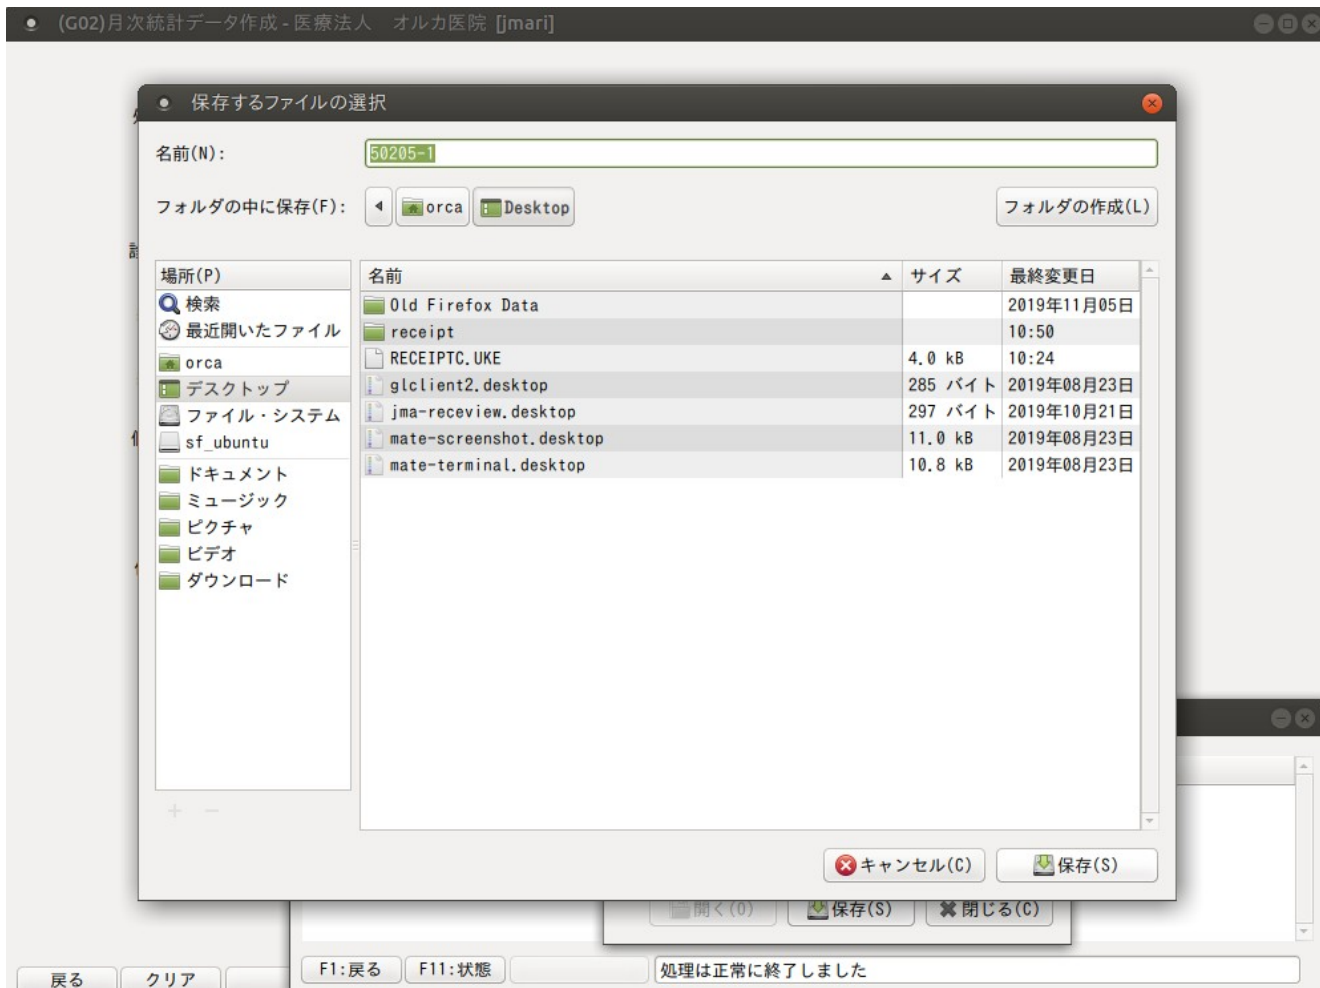 (G02)月次統計データ作成 - 医療法人　オルカ医院 [jmari]
保存するファイルの選択
名前(N):
50205-1
フォルダの中に保存(F):
orca
Desktop
フォルダの作成(L)
場所(P)
検索
最近開いたファイル
orca
デスクトップ
ファイル・システム
sf_ubuntu
ドキュメント
ミュージック
ピクチャ
ビデオ
ダウンロード
名前 サイズ 最終変更日
Old Firefox Data 2019年11月05日
receipt 10:50
RECEIPTC.UKE 4.0 kB 10:24
glclient2.desktop 285 バイト 2019年08月23日
jma-receview.desktop 297 バイト 2019年10月21日
mate-screenshot.desktop 11.0 kB 2019年08月23日
mate-terminal.desktop 10.8 kB 2019年08月23日
キャンセル(C)
保存(S)
開く(O)
保存(S)
閉じる(C)
戻る
クリア
F1:戻る
F11:状態
処理は正常に終了しました